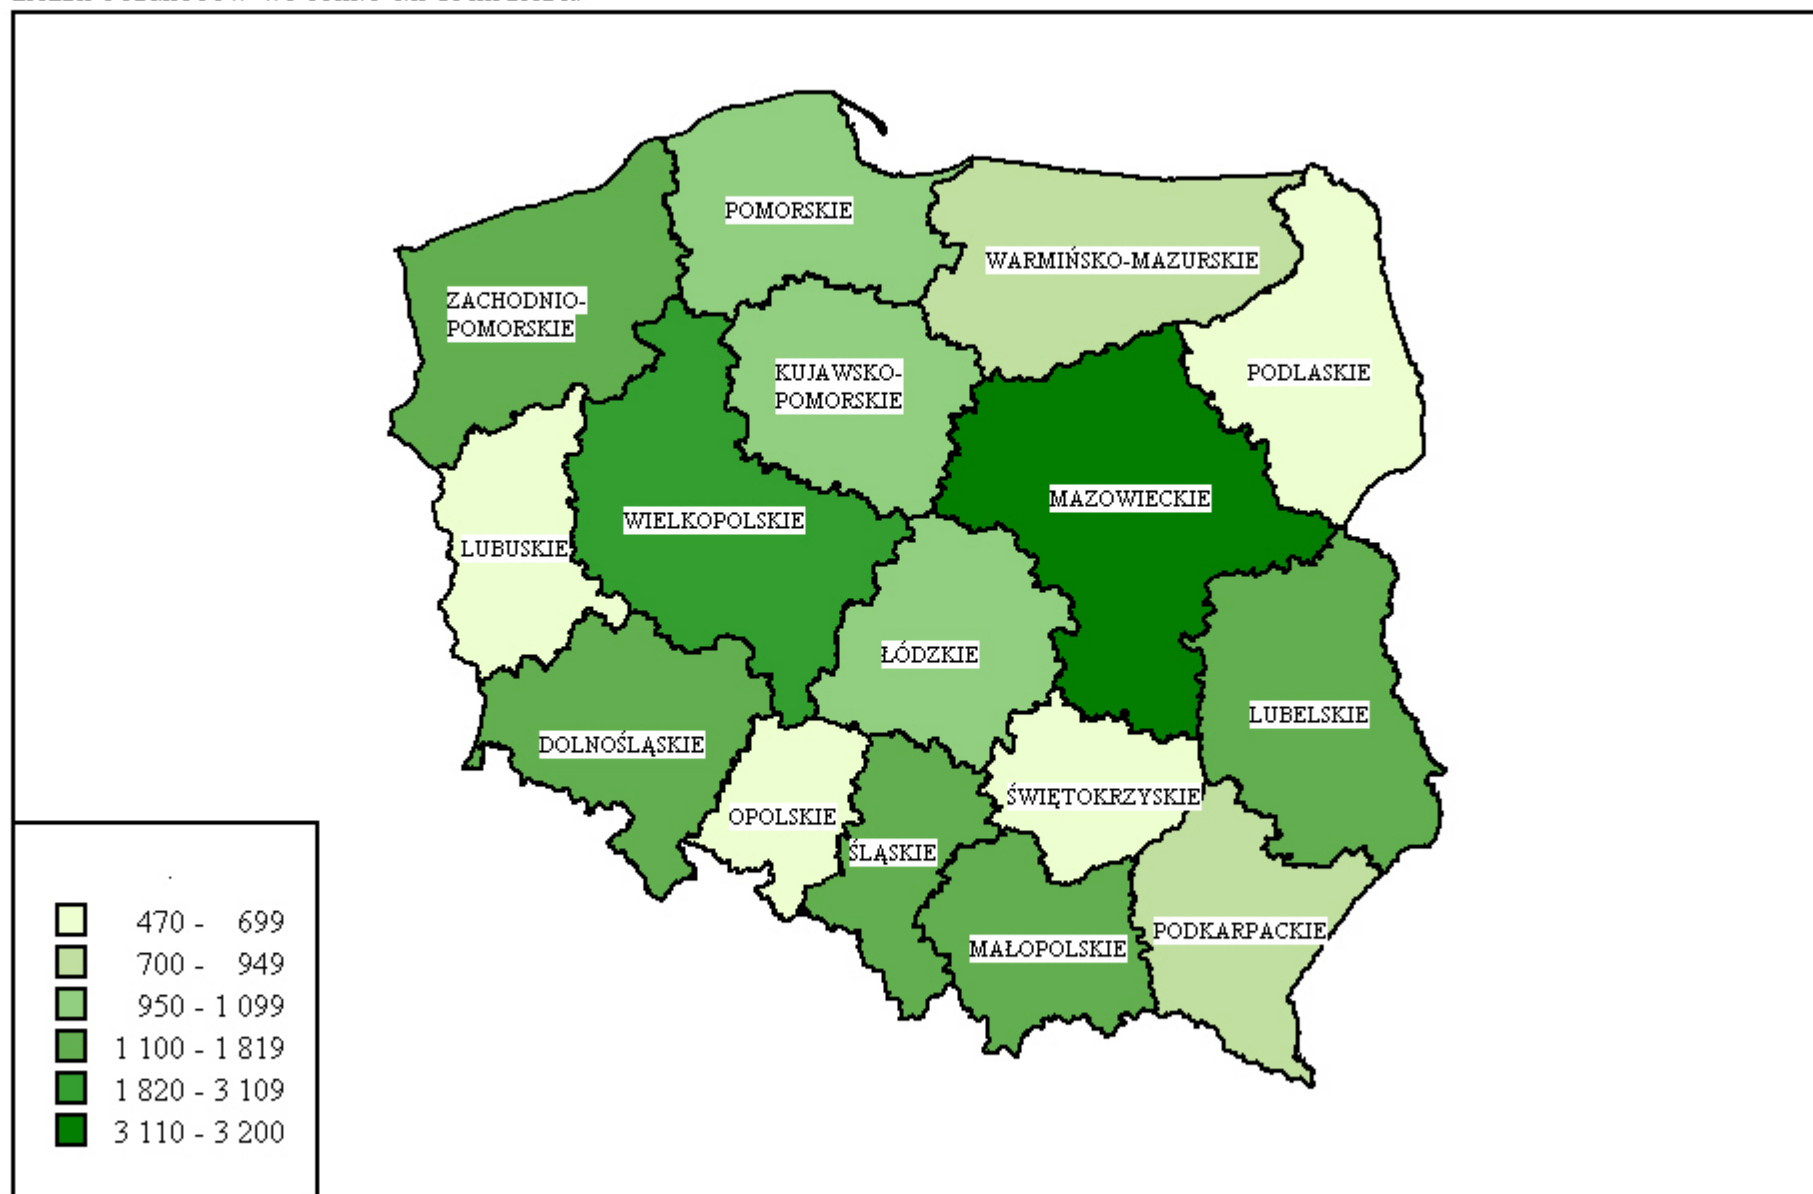 POMORSKIE
WARMIŃSKO-MAZURSKIE
ZACHODNIO-
POMORSKIE
KUJAWSKO-
POMORSKIE
PODLASKIE
MAZOWIECKIE
WIELKOPOLSKIE
LUBUSKIE
ŁÓDZKIE
LUBELSKIE
DOLNOŚLĄSKIE
ŚWIĘTOKRZYSKIE
OPOLSKIE
ŚLĄSKIE
PODKARPACKIE
MAŁOPOLSKIE
.
470 - 699
700 - 949
950 - 1 099
1 100 - 1 819
1 820 - 3 109
3 110 - 3 200